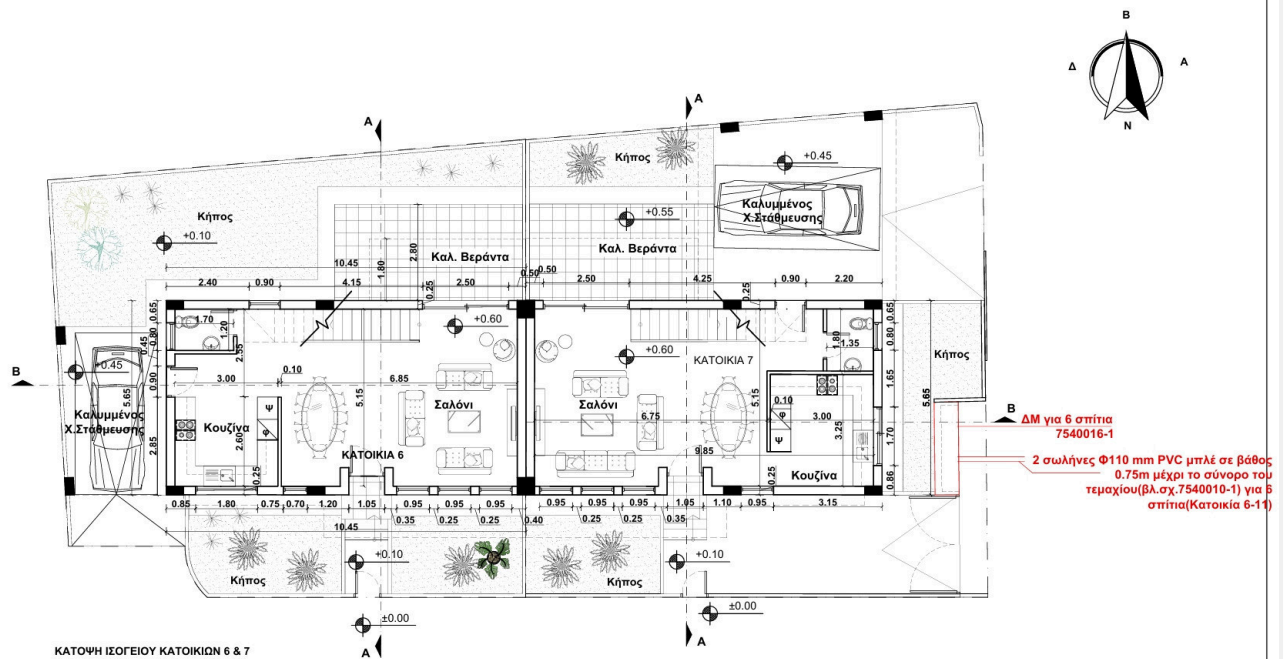 Β
Δ
Α
Ν
Α
Α
Κήπος
+0.45
Καλυμμένος
Χ.Στάθμευσης
Κήπος
+0.10
+0.55
Καλ. Βεράντα
Καλ. Βεράντα
2.80
1.80
10.45
0.50
0.50
2.40
0.90
4.15
2.50
2.50
4.25
0.90
2.20
0.25
0.25
0.65
0.80
0.45
0.90
5.65
2.85
1.70
1.20
2.55
+0.60
+0.60
ΚΑΤΟΙΚΙΑ 7
1.80
1.35
0.65
0.80
1.65
1.70
0.86
Κήπος
5.65
+0.45
Β
Καλυμμένος
Χ.Στάθμευσης
3.00
0.10
6.85
5.15
Ψ
φ
Κουζίνα
2.60
0.25
Σαλόνι
ΚΑΤΟΙΚΙΑ 6
Σαλόνι
6.75
5.15
9.85
0.10
φ
Ψ
3.00
3.25
Κουζίνα
0.25
Β
ΔΜ για 6 σπίτια
7540016-1
2 σωλήνες Φ110 mm PVC μπλέ σε βάθος
0.75m μέχρι το σύνορο του
τεμαχίου(βλ.σχ.7540010-1) για 6
σπίτια(Κατοικία 6-11)
0.85
1.80
0.75
0.70
1.20
1.05
0.95
0.95
0.95
0.95
0.95
0.95
1.05
1.10
0.95
3.15
0.35
0.25
0.25
0.40
0.25
0.25
0.35
10.45
+0.10
+0.10
Κήπος
Κήπος
±0.00
±0.00
Α
Α
ΚΑΤΟΨΗ ΙΣΟΓΕΙΟΥ ΚΑΤΟΙΚΙΩΝ 6 & 7